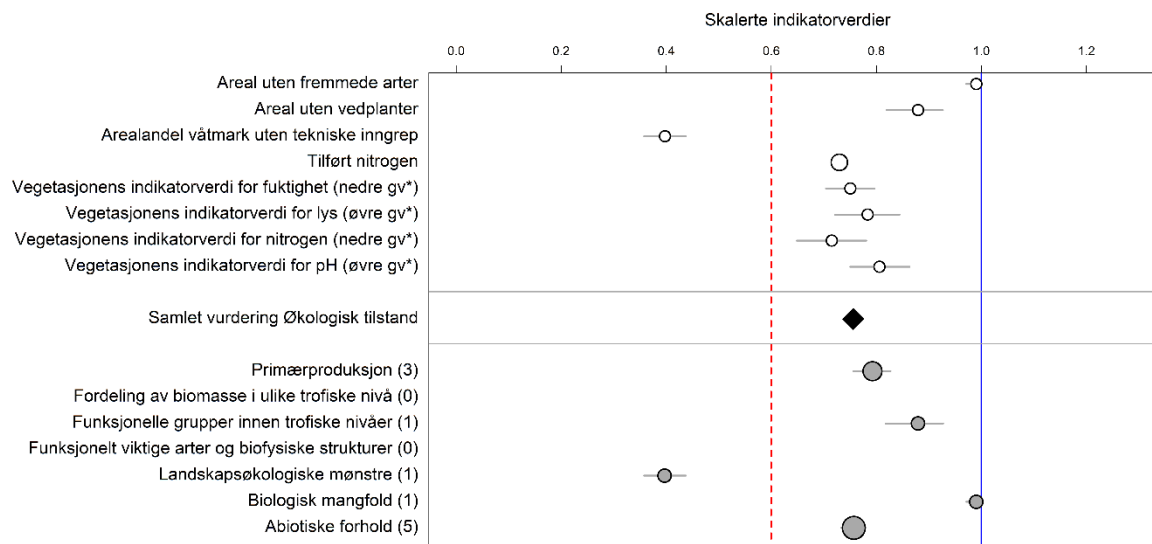 Skalerte indikatorverdier
0.0 0.2 0.4 0.6 0.8 1.0 1.2
Areal uten fremmede arter
Areal uten vedplanter
Arealandel våtmark uten tekniske inngrep
Tilført nitrogen
Vegetasjonens indikatorverdi for fuktighet (nedre gv*)
Vegetasjonens indikatorverdi for lys (øvre gv*)
Vegetasjonens indikatorverdi for nitrogen (nedre gv*)
Vegetasjonens indikatorverdi for pH (øvre gv*)
Samlet vurdering Økologisk tilstand
Primærproduksjon (3)
Fordeling av biomasse i ulike trofiske nivå (0)
Funksjonelle grupper innen trofiske nivåer (1)
Funksjonelt viktige arter og biofysiske strukturer (0)
Landskapsøkologiske mønstre (1)
Biologisk mangfold (1)
Abiotiske forhold (5)